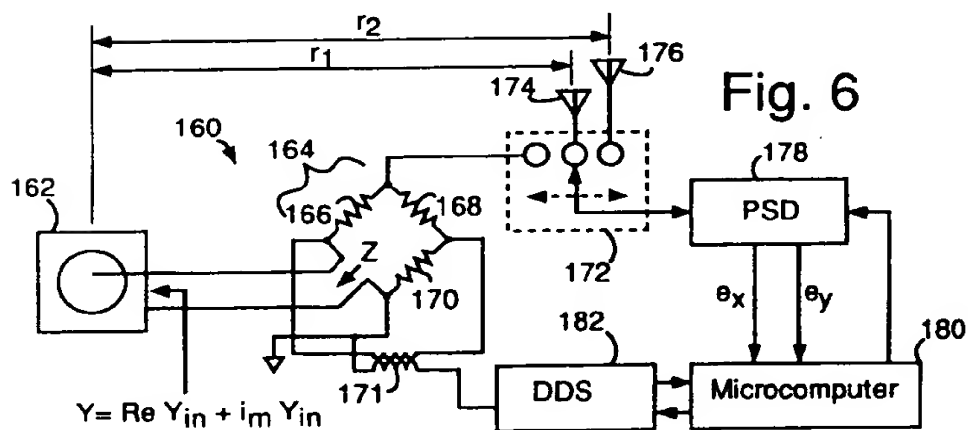 r2
r1
176
174
Fig. 6
160
164
178
162
166
168
PSD
Z
172
170
ex
ey
182
180
171
DDS
Microcomputer
Y= Re Yin + im Yin